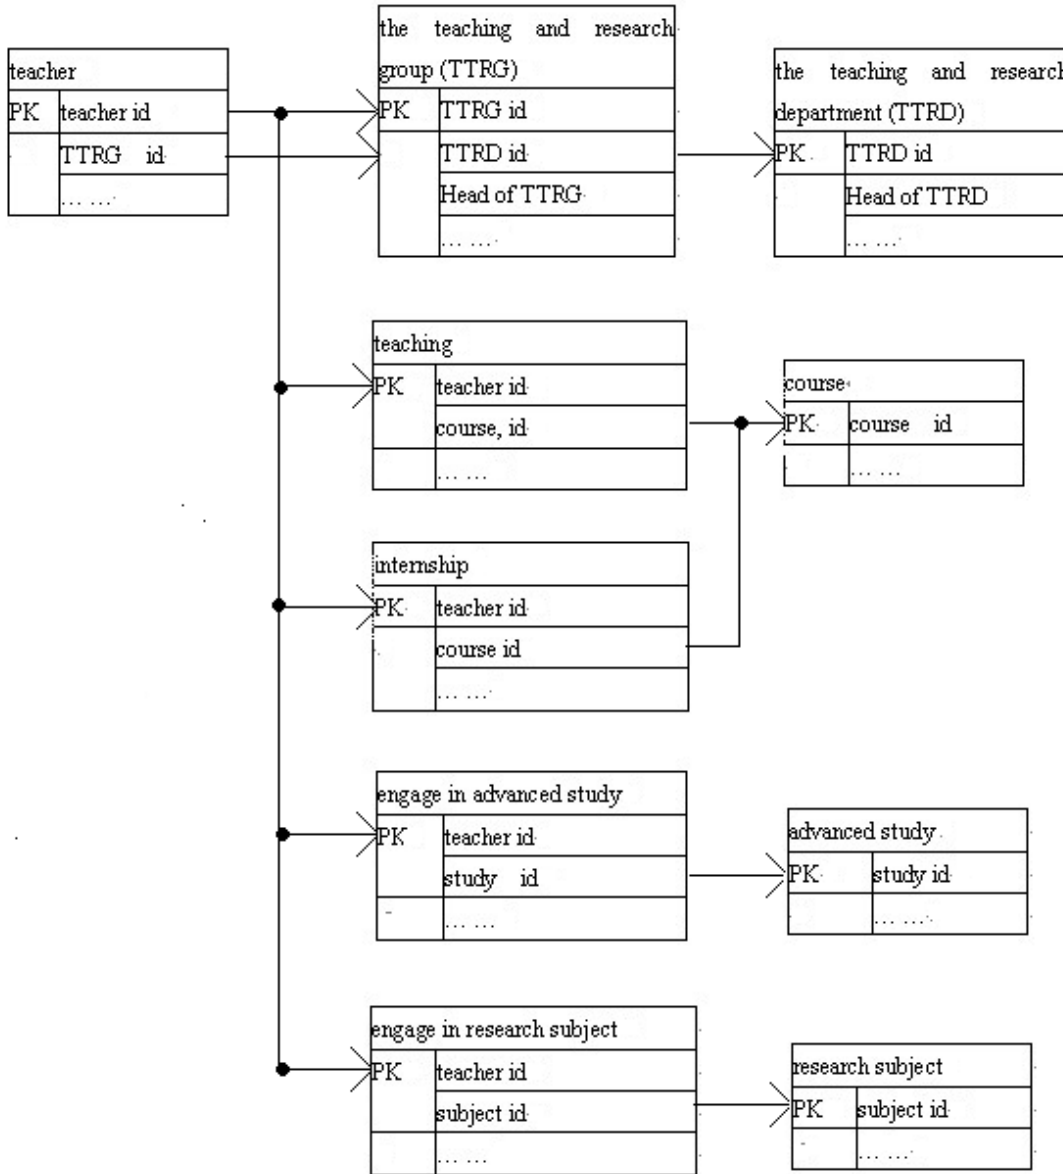 teacher
PK teacher id
TTRG id
... ...
the teaching and research
group (TTRG)
PK TTRG id
TTRD id
Head of TTRG
... ...
the teaching and research
department (TTRD)
PK TTRD id
Head of TTRD
... ...
teaching
PK teacher id
course, id
... ...
course
PK course id
... ...
internship
PK teacher id
course id
... ...
engage in advanced study
PK teacher id
study id
... ...
advanced study
PK study id
... ...
engage in research subject
PK teacher id
subject id
... ...
research subject
PK subject id
... ...